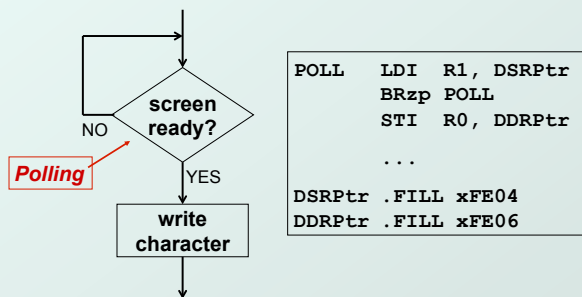 screen
ready?
NO
Polling
YES
write
character
POLL LDI R1, DSRPtr
BRzp POLL
STI R0, DDRPtr
...
DSRPtr .FILL xFE04
DDRPtr .FILL xFE06